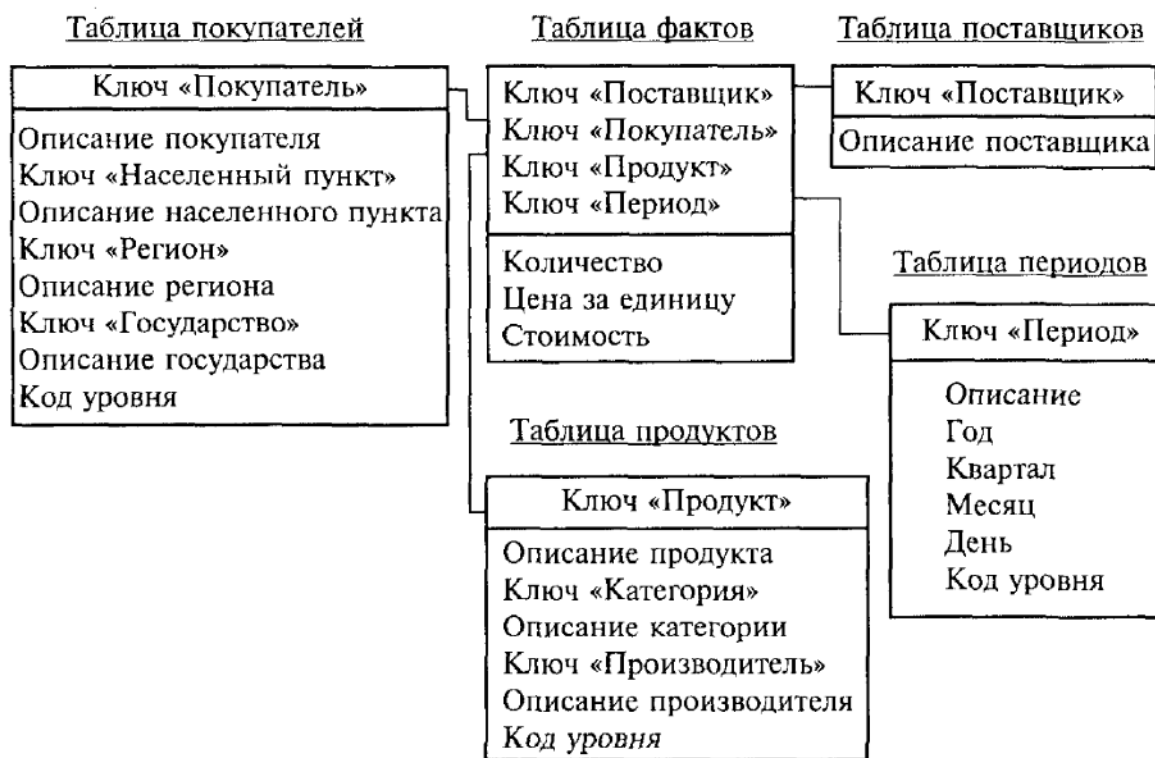 Таблица покупателей
Ключ «Покупатель»
Описание покупателя
Ключ «Населенный пункт»
Описание населенного пункта
Ключ «Регион»
Описание региона
Ключ «Государство»
Описание государства
Код уровня
Таблица фактов
Ключ «Поставщик»
Ключ «Покупатель»
Ключ «Продукт»
Ключ «Период»
Количество
Цена за единицу
Стоимость
Таблица поставщиков
Ключ «Поставщик»
Описание поставщика
Таблица периодов
Ключ «Период»
Описание
Год
Квартал
Месяц
День
Код уровня
Таблица продуктов
Ключ «Продукт»
Описание продукта
Ключ «Категория»
Описание категории
Ключ «Производитель»
Описание производителя
Код уровня